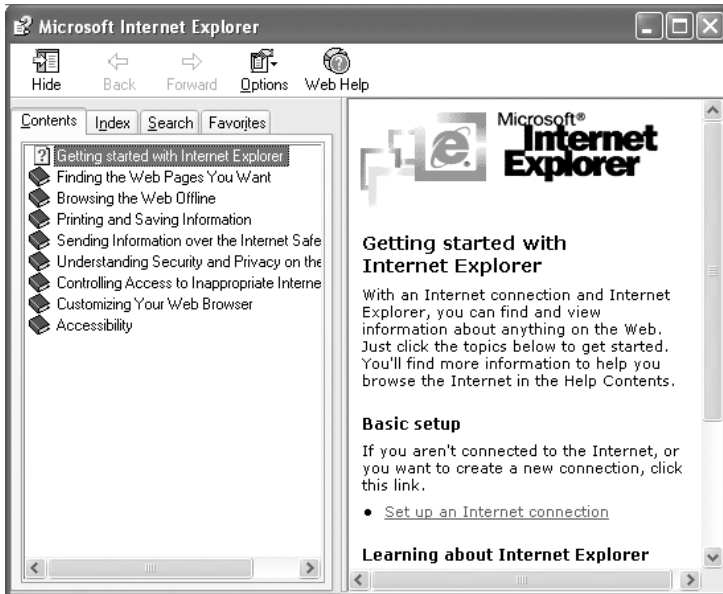 Microsoft Internet Explorer
Hide Back Forward Options Web Help
Contents Index Search Favorites
Getting started with Internet Explorer
Finding the Web Pages You Want
Browsing the Web Offline
Printing and Saving Information
Sending Information over the Internet Safe
Understanding Security and Privacy on the
Controlling Access to Inappropriate Interne
Customizing Your Web Browser
Accessibility
Microsoft®
Internet
Explorer
Getting started with
Internet Explorer
With an Internet connection and Internet
Explorer, you can find and view
information about anything on the Web.
Just click the topics below to get started.
You'll find more information to help you
browse the Internet in the Help Contents.
Basic setup
If you aren't connected to the Internet, or
you want to create a new connection, click
this link.
• Set up an Internet connection
Learning about Internet Explorer